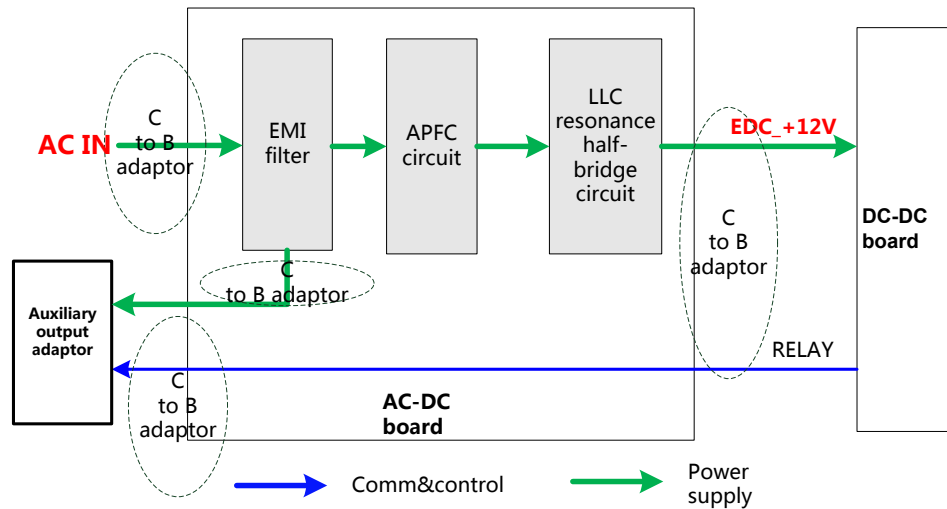 AC IN
C
to B
adaptor
EMI
filter
APFC
circuit
LLC
resonance
half-
bridge
circuit
EDC_+12V
C
to B
adaptor
DC-DC
board
C
to B adaptor
Auxiliary
output
adaptor
C
to B
adaptor
RELAY
AC-DC
board
Comm&control
Power
supply